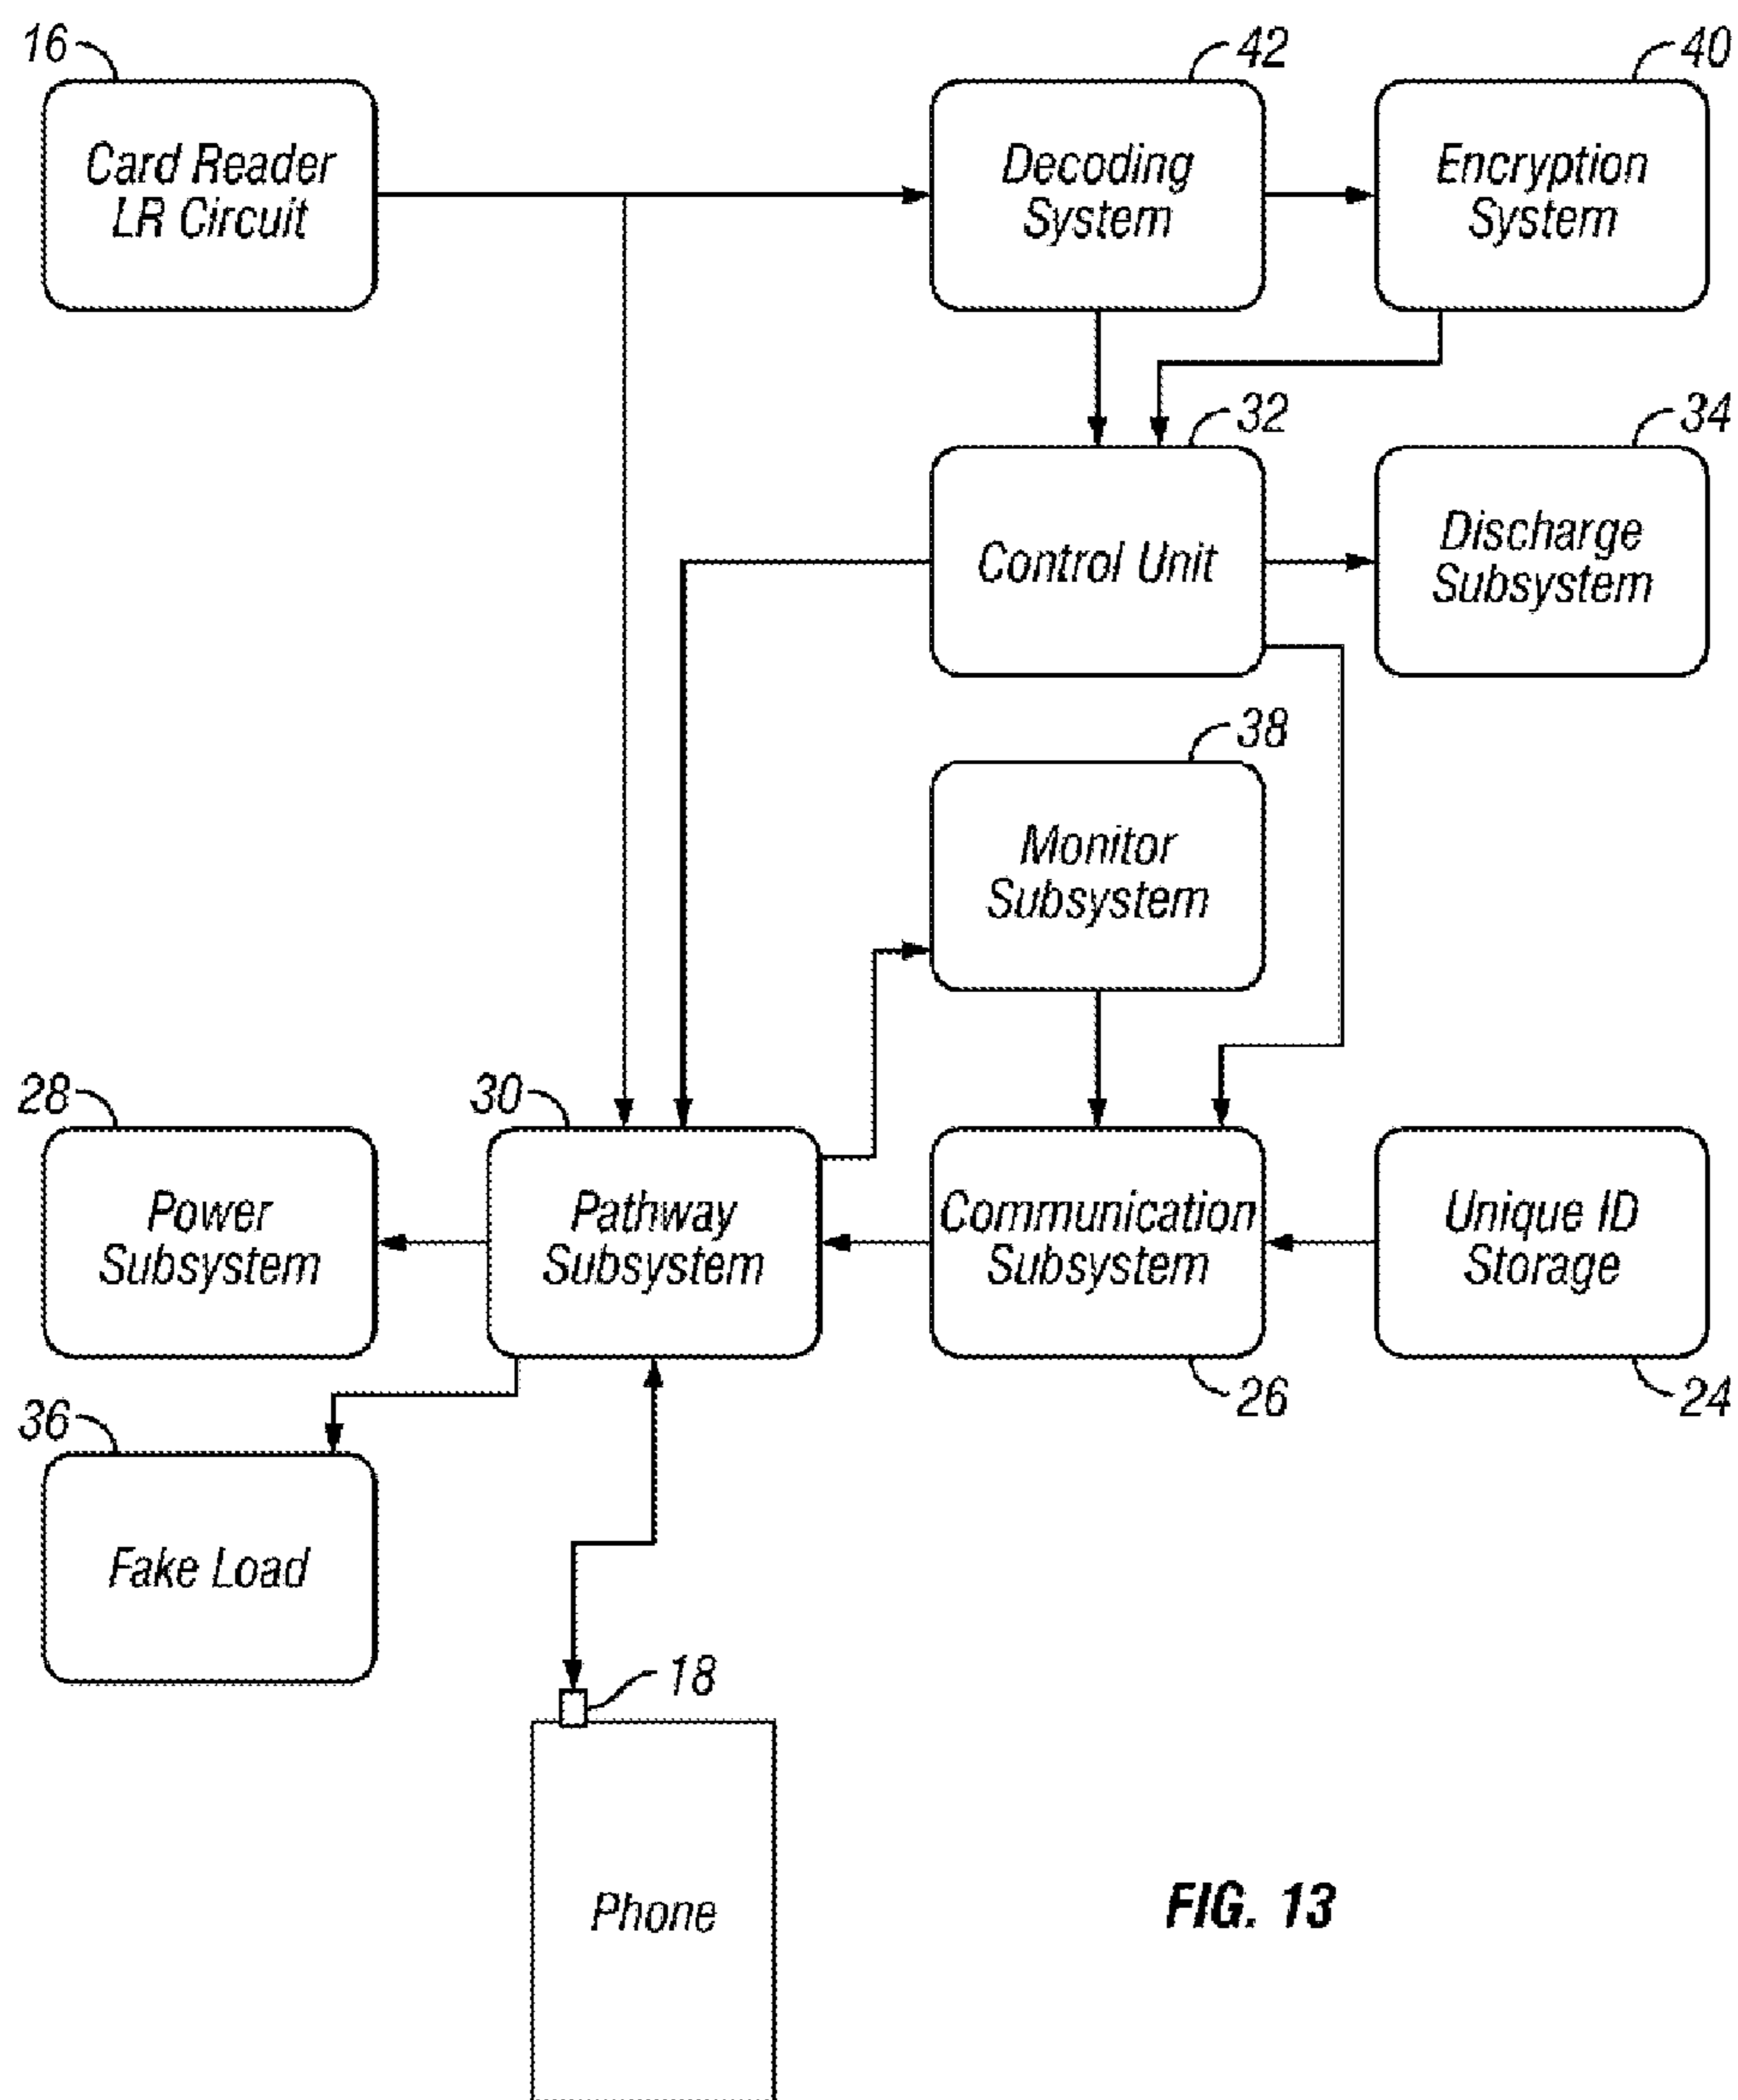 16
Card Reader
LR Circuit
42
Decoding
System
40
Encryption
System
32
Control Unit
34
Discharge
Subsystem
38
Monitor
Subsystem
28
Power
Subsystem
30
Pathway
Subsystem
Communication
Subsystem
26
Unique ID
Storage
24
36
Fake Load
18
Phone
FIG. 13